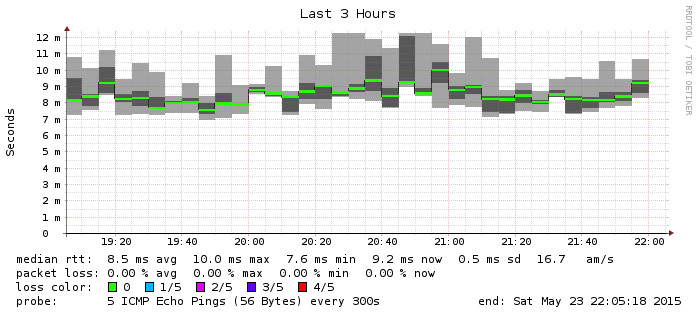 Last 3 Hours
RRDTOOL / TOBI OETIKER
Seconds
12 m
11 m
10 m
9 m
8 m
7 m
6 m
5 m
4 m
3 m
2 m
1 m
0
19:20 19:40 20:00 20:20 20:40 21:00 21:20 21:40 22:00
median rtt: 8.5 ms avg 10.0 ms max 7.6 ms min 9.2 ms now 0.5 ms sd 16.7 am/s
packet loss: 0.00 % avg 0.00 % max 0.00 % min 0.00 % now
loss color: 0 1/5 2/5 3/5 4/5
probe: 5 ICMP Echo Pings (56 Bytes) every 300s end: Sat May 23 22:05:18 2015